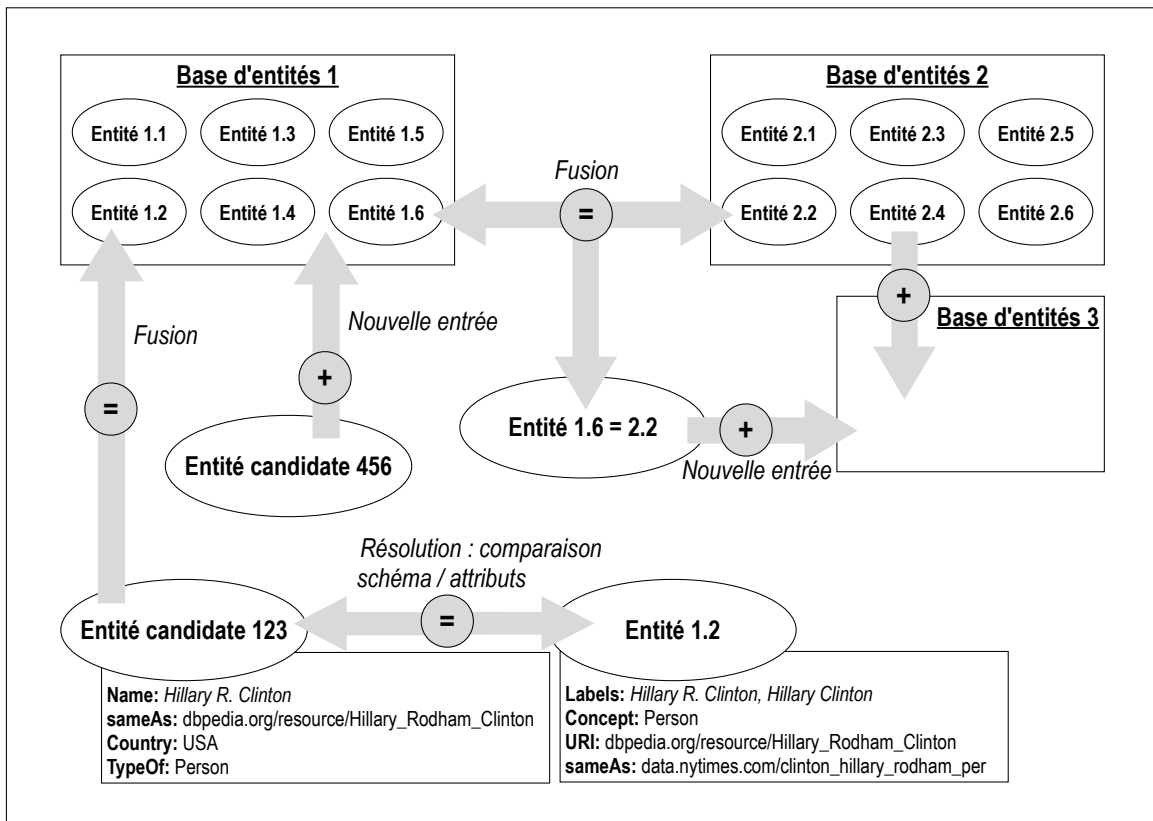 Base d'entités 1
Entité 1.1
Entité 1.3
Entité 1.5
Entité 1.2
Entité 1.4
Entité 1.6
Base d'entités 2
Entité 2.1
Entité 2.3
Entité 2.5
Entité 2.2
Entité 2.4
Entité 2.6
Fusion
=
+
Base d'entités 3
Fusion
=
Nouvelle entrée
+
Entité candidate 456
Entité 1.6 = 2.2
+
Nouvelle entrée
Résolution : comparaison
schéma / attributs
Entité candidate 123
=
Entité 1.2
Name: Hillary R. Clinton
sameAs: dbpedia.org/resource/Hillary_Rodham_Clinton
Country: USA
TypeOf: Person
Labels: Hillary R. Clinton, Hillary Clinton
Concept: Person
URI: dbpedia.org/resource/Hillary_Rodham_Clinton
sameAs: data.nytimes.com/clinton_hillary_rodham_per